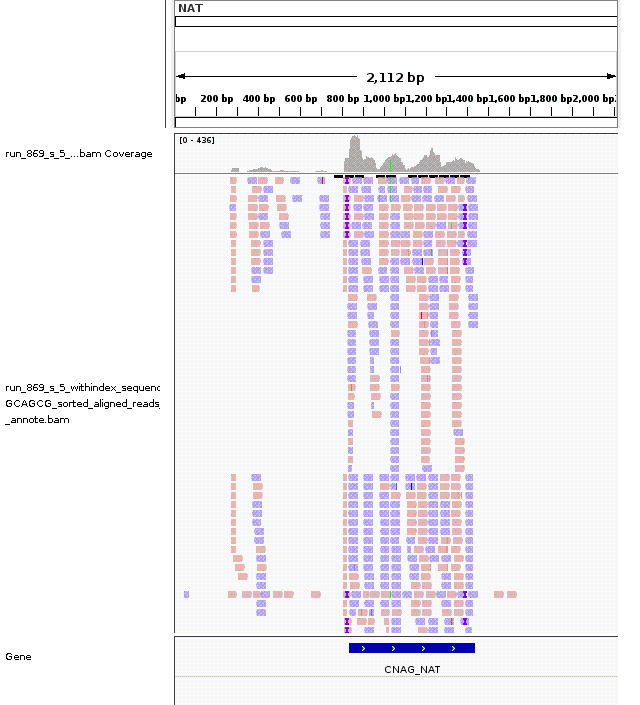 NAT
2,112 bp
bp 200 bp 400 bp 600 bp 800 bp 1,000 bp 1,200 bp 1,400 bp 1,600 bp 1,800 bp 2,000 bp
[0 - 436]
run_869_s_5_...bam Coverage
run_869_s_5_withindex_sequenc
GCAGCG_sorted_aligned_reads_
_annote.bam
Gene
CNAG_NAT